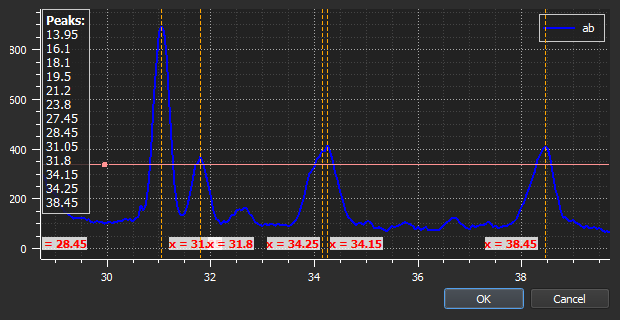 Peaks:
13.95
16.1
18.1
19.5
21.2
23.8
27.45
28.45
31.05
31.8
34.15
34.25
38.45
ab
800
600
400
200
0
= 28.45
x = 31.
x = 31.8
x = 34.25
x = 34.15
x = 38.45
30
32
34
36
38
OK
Cancel